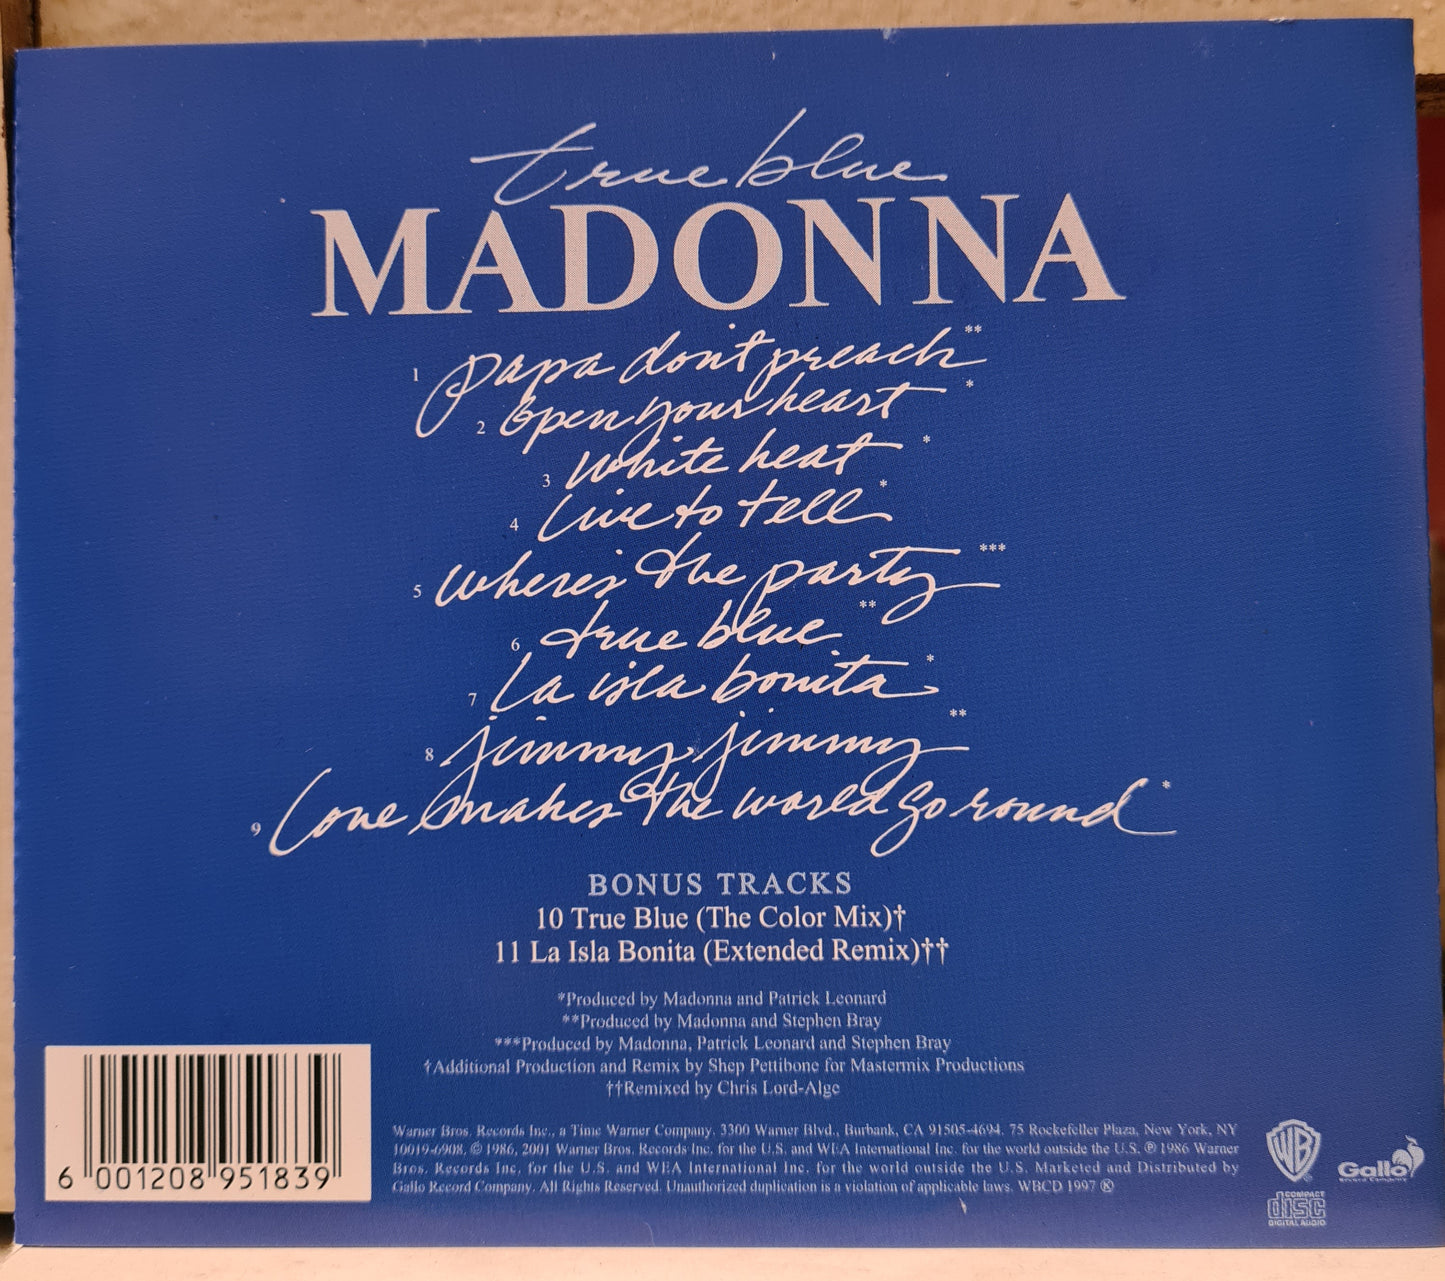 true blue
MADONNA
1 papa don't preach**
2 open your heart*
3 white heat*
4 live to tell*
5 where's the party***
6 true blue**
7 La isla bonita*
8 jimmy jimmy**
9 Love makes the world go round*
BONUS TRACKS
10 True Blue (The Color Mix)†
11 La Isla Bonita (Extended Remix)††
*Produced by Madonna and Patrick Leonard
**Produced by Madonna and Stephen Bray
***Produced by Madonna, Patrick Leonard and Stephen Bray
†Additional Production and Remix by Shep Pettibone for Mastermix Productions
††Remixed by Chris Lord-Alge
Warner Bros. Records Inc., a Time Warner Company. 3300 Warner Blvd., Burbank, CA 91505-4694. 75 Rockefeller Plaza, New York, NY
10019-6908. © 1986, 2001 Warner Bros. Records Inc. for the U.S. and WEA International Inc. for the world outside the U.S. ℗ 1986 Warner
Bros. Records Inc. for the U.S. and WEA International Inc. for the world outside the U.S. Marketed and Distributed by
Gallo Record Company. All Rights Reserved. Unauthorized duplication is a violation of applicable laws. WBCD 1997 ®
6 001208 951839
WB
®
Gallo
Record Company
COMPACT
disc
DIGITAL AUDIO